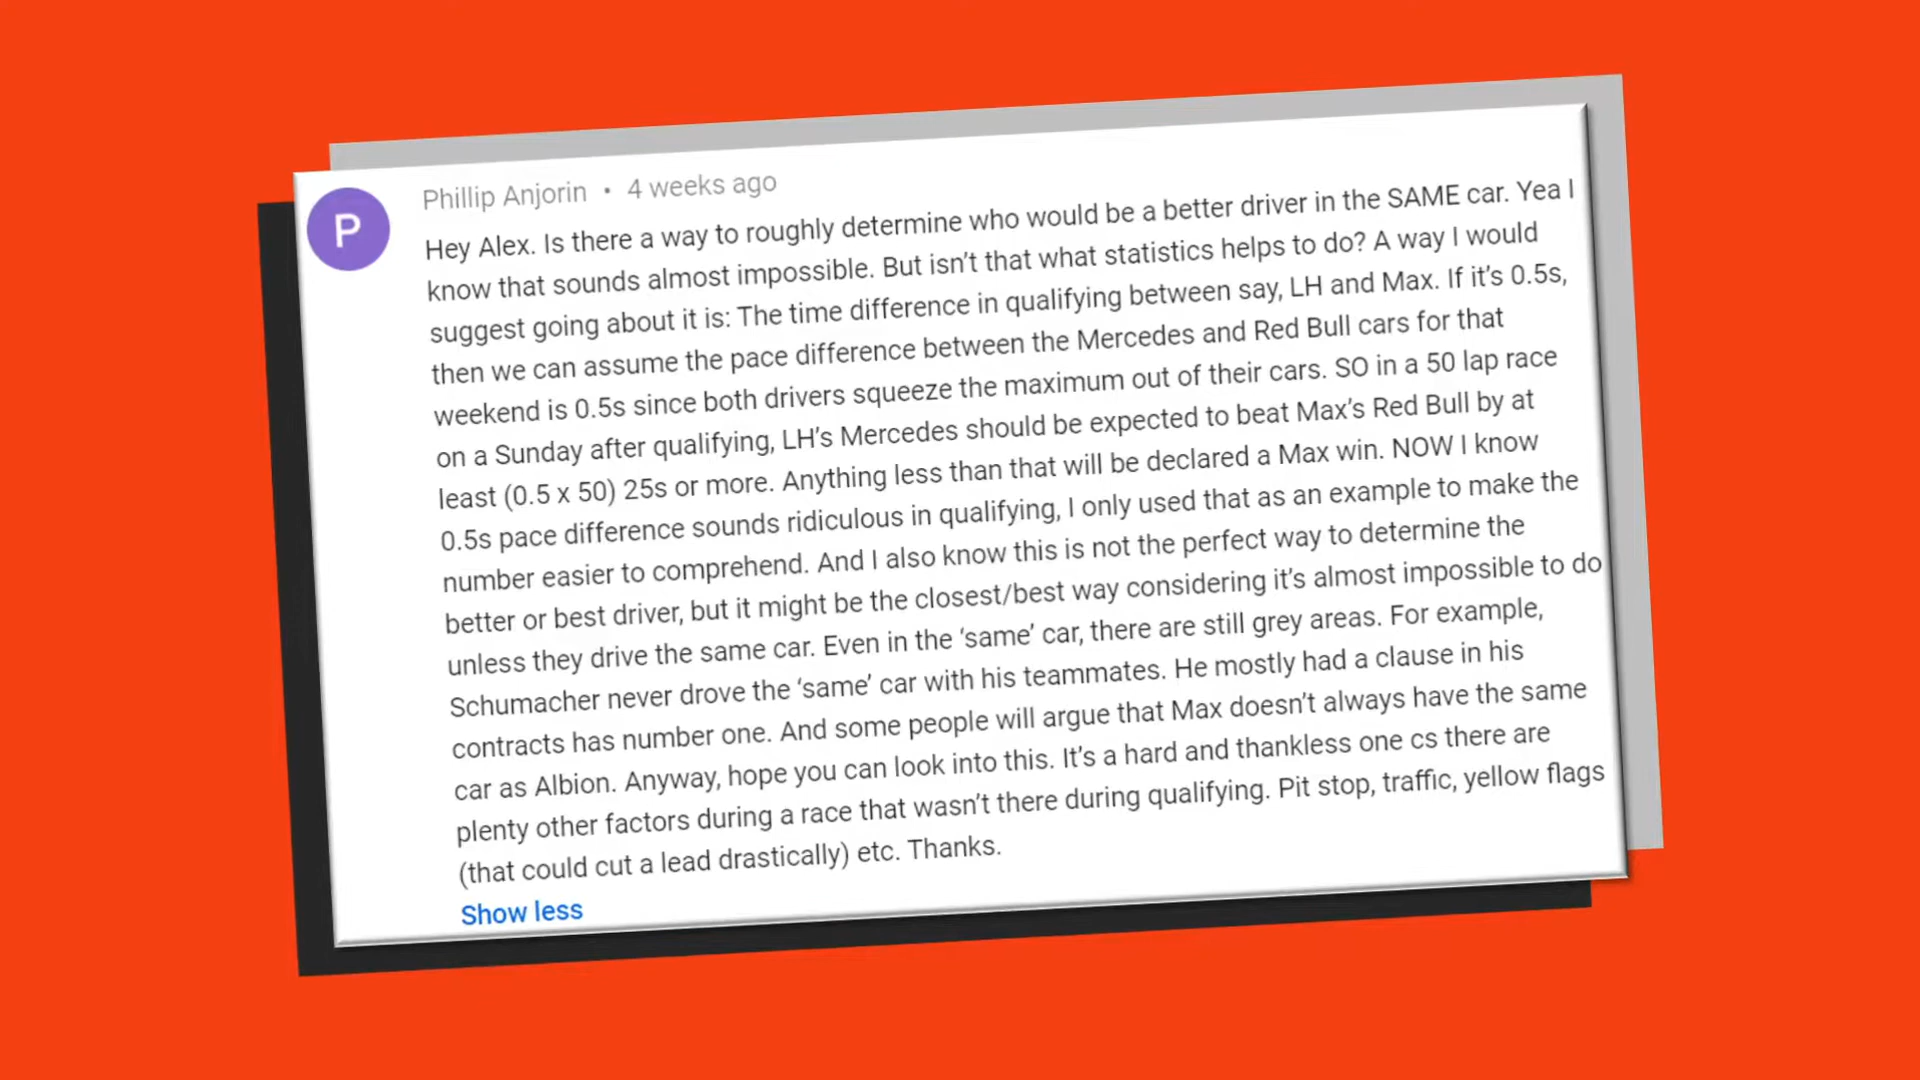 P
Phillip Anjorin • 4 weeks ago
Hey Alex. Is there a way to roughly determine who would be a better driver in the SAME car. Yea I
know that sounds almost impossible. But isn’t that what statistics helps to do? A way I would
suggest going about it is: The time difference in qualifying between say, LH and Max. If it’s 0.5s,
then we can assume the pace difference between the Mercedes and Red Bull cars for that
weekend is 0.5s since both drivers squeeze the maximum out of their cars. SO in a 50 lap race
on a Sunday after qualifying, LH’s Mercedes should be expected to beat Max’s Red Bull by at
least (0.5 x 50) 25s or more. Anything less than that will be declared a Max win. NOW I know
0.5s pace difference sounds ridiculous in qualifying, I only used that as an example to make the
number easier to comprehend. And I also know this is not the perfect way to determine the
better or best driver, but it might be the closest/best way considering it’s almost impossible to do
unless they drive the same car. Even in the ‘same’ car, there are still grey areas. For example,
Schumacher never drove the ‘same’ car with his teammates. He mostly had a clause in his
contracts has number one. And some people will argue that Max doesn’t always have the same
car as Albion. Anyway, hope you can look into this. It’s a hard and thankless one cs there are
plenty other factors during a race that wasn’t there during qualifying. Pit stop, traffic, yellow flags
(that could cut a lead drastically) etc. Thanks.
Show less